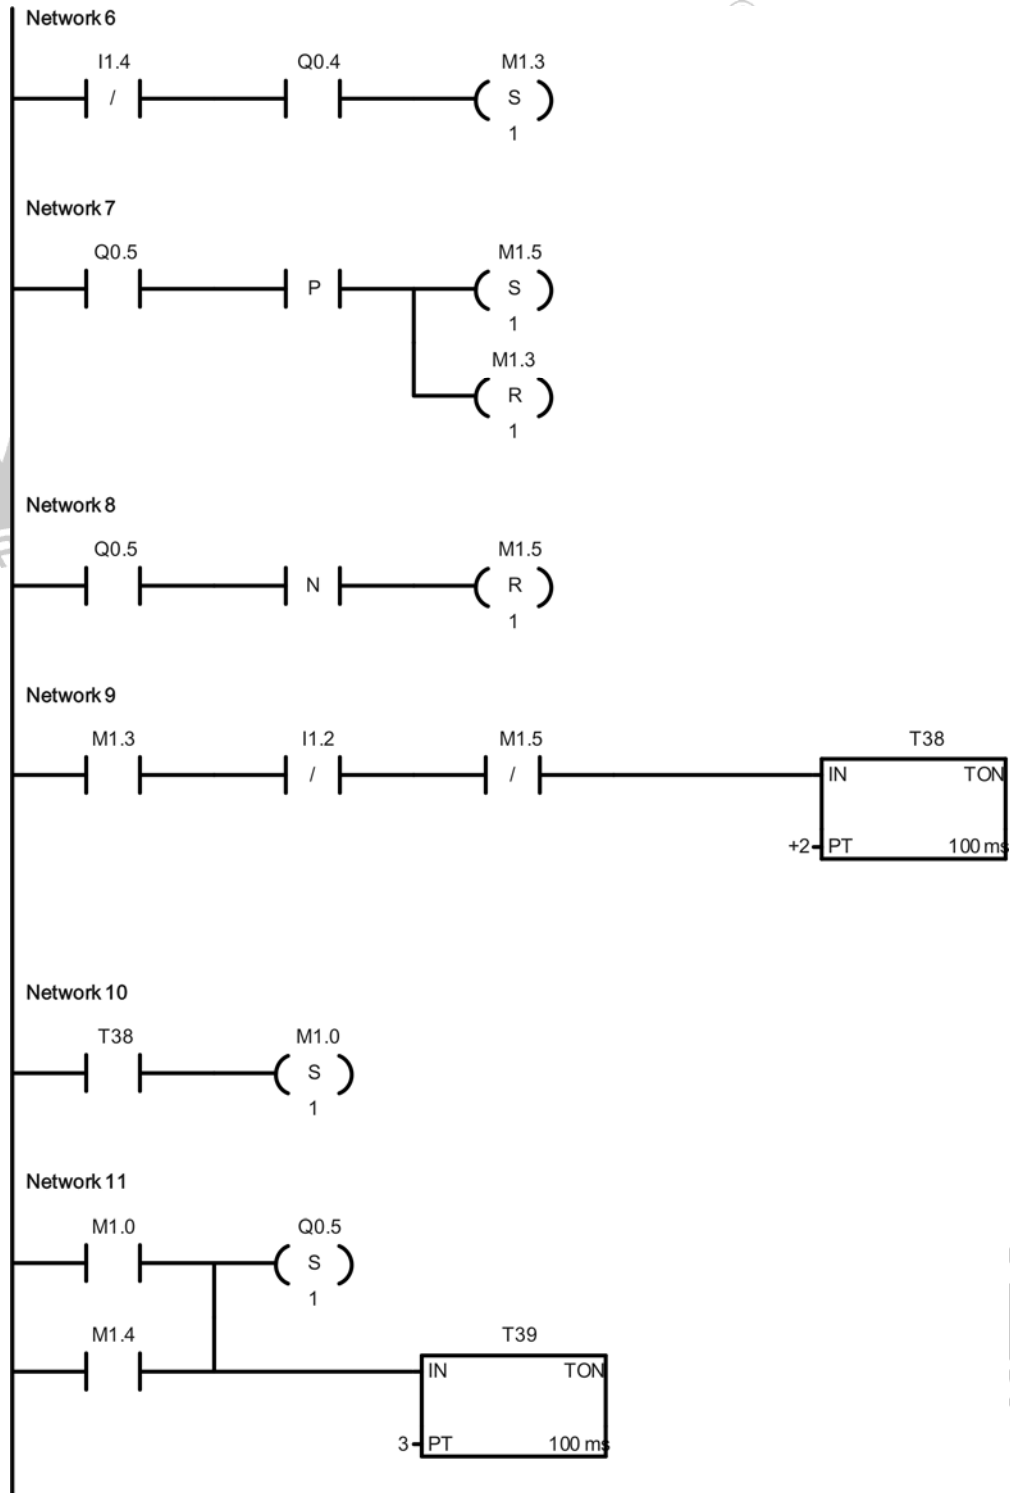 Network 6
I1.4 Q0.4 M1.3
/ S
1
Network 7
Q0.5 M1.5
P S
1
M1.3
R
1
Network 8
Q0.5 M1.5
N R
1
Network 9
M1.3 I1.2 M1.5 T38
/ / IN TON
+2 PT 100 ms
Network 10
T38 M1.0
S
1
Network 11
M1.0 Q0.5
S
1
M1.4 T39
IN TON
3 PT 100 ms